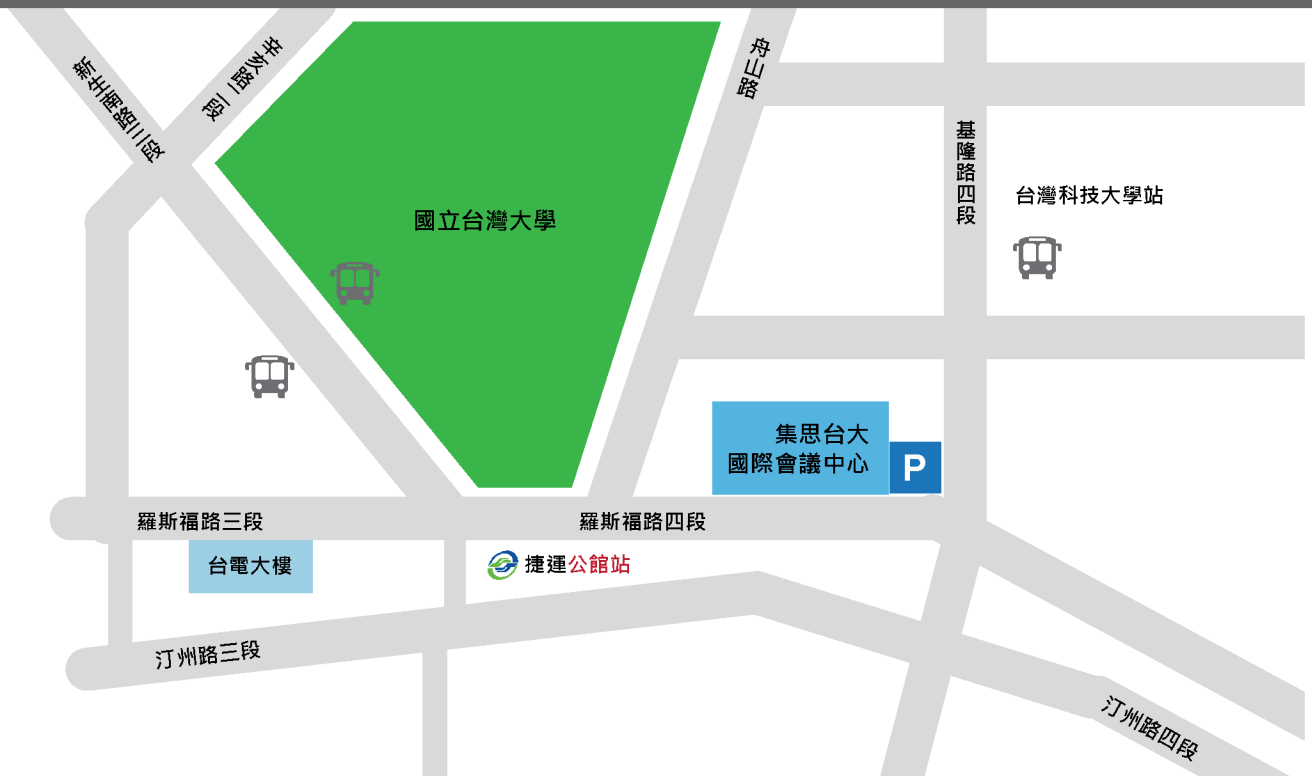 新生南路三段
辛亥路二段
舟山路
基隆路四段
台灣科技大學站
國立台灣大學
集思台大
國際會議中心
P
羅斯福路三段
羅斯福路四段
台電大樓
捷運公館站
汀州路三段
汀州路四段